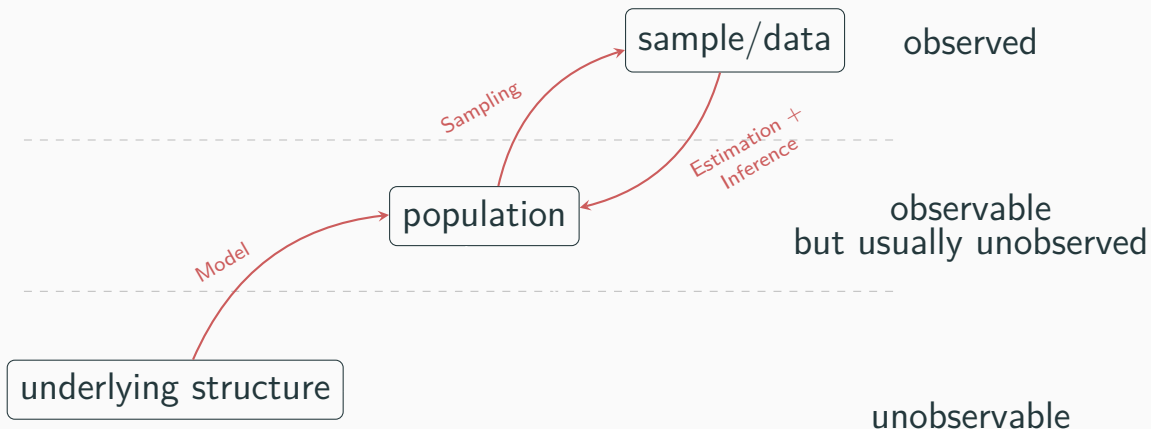 sample/data
observed
Sampling
Estimation +
Inference
population
observable
but usually unobserved
Model
underlying structure
unobservable